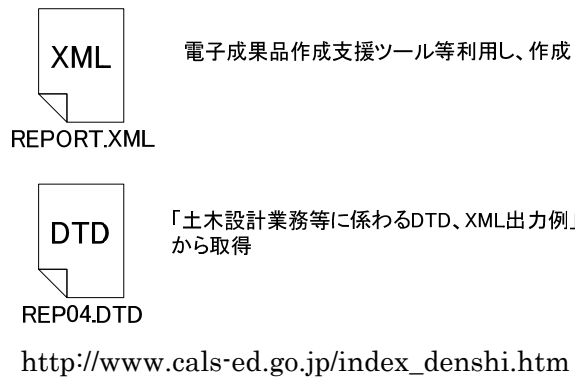 XML
電子成果品作成支援ツール等利用し、作成
REPORT.XML
DTD
「土木設計業務等に係わるDTD、XML出力例」
から取得
REP04.DTD
http://www.cals-ed.go.jp/index_denshi.htm